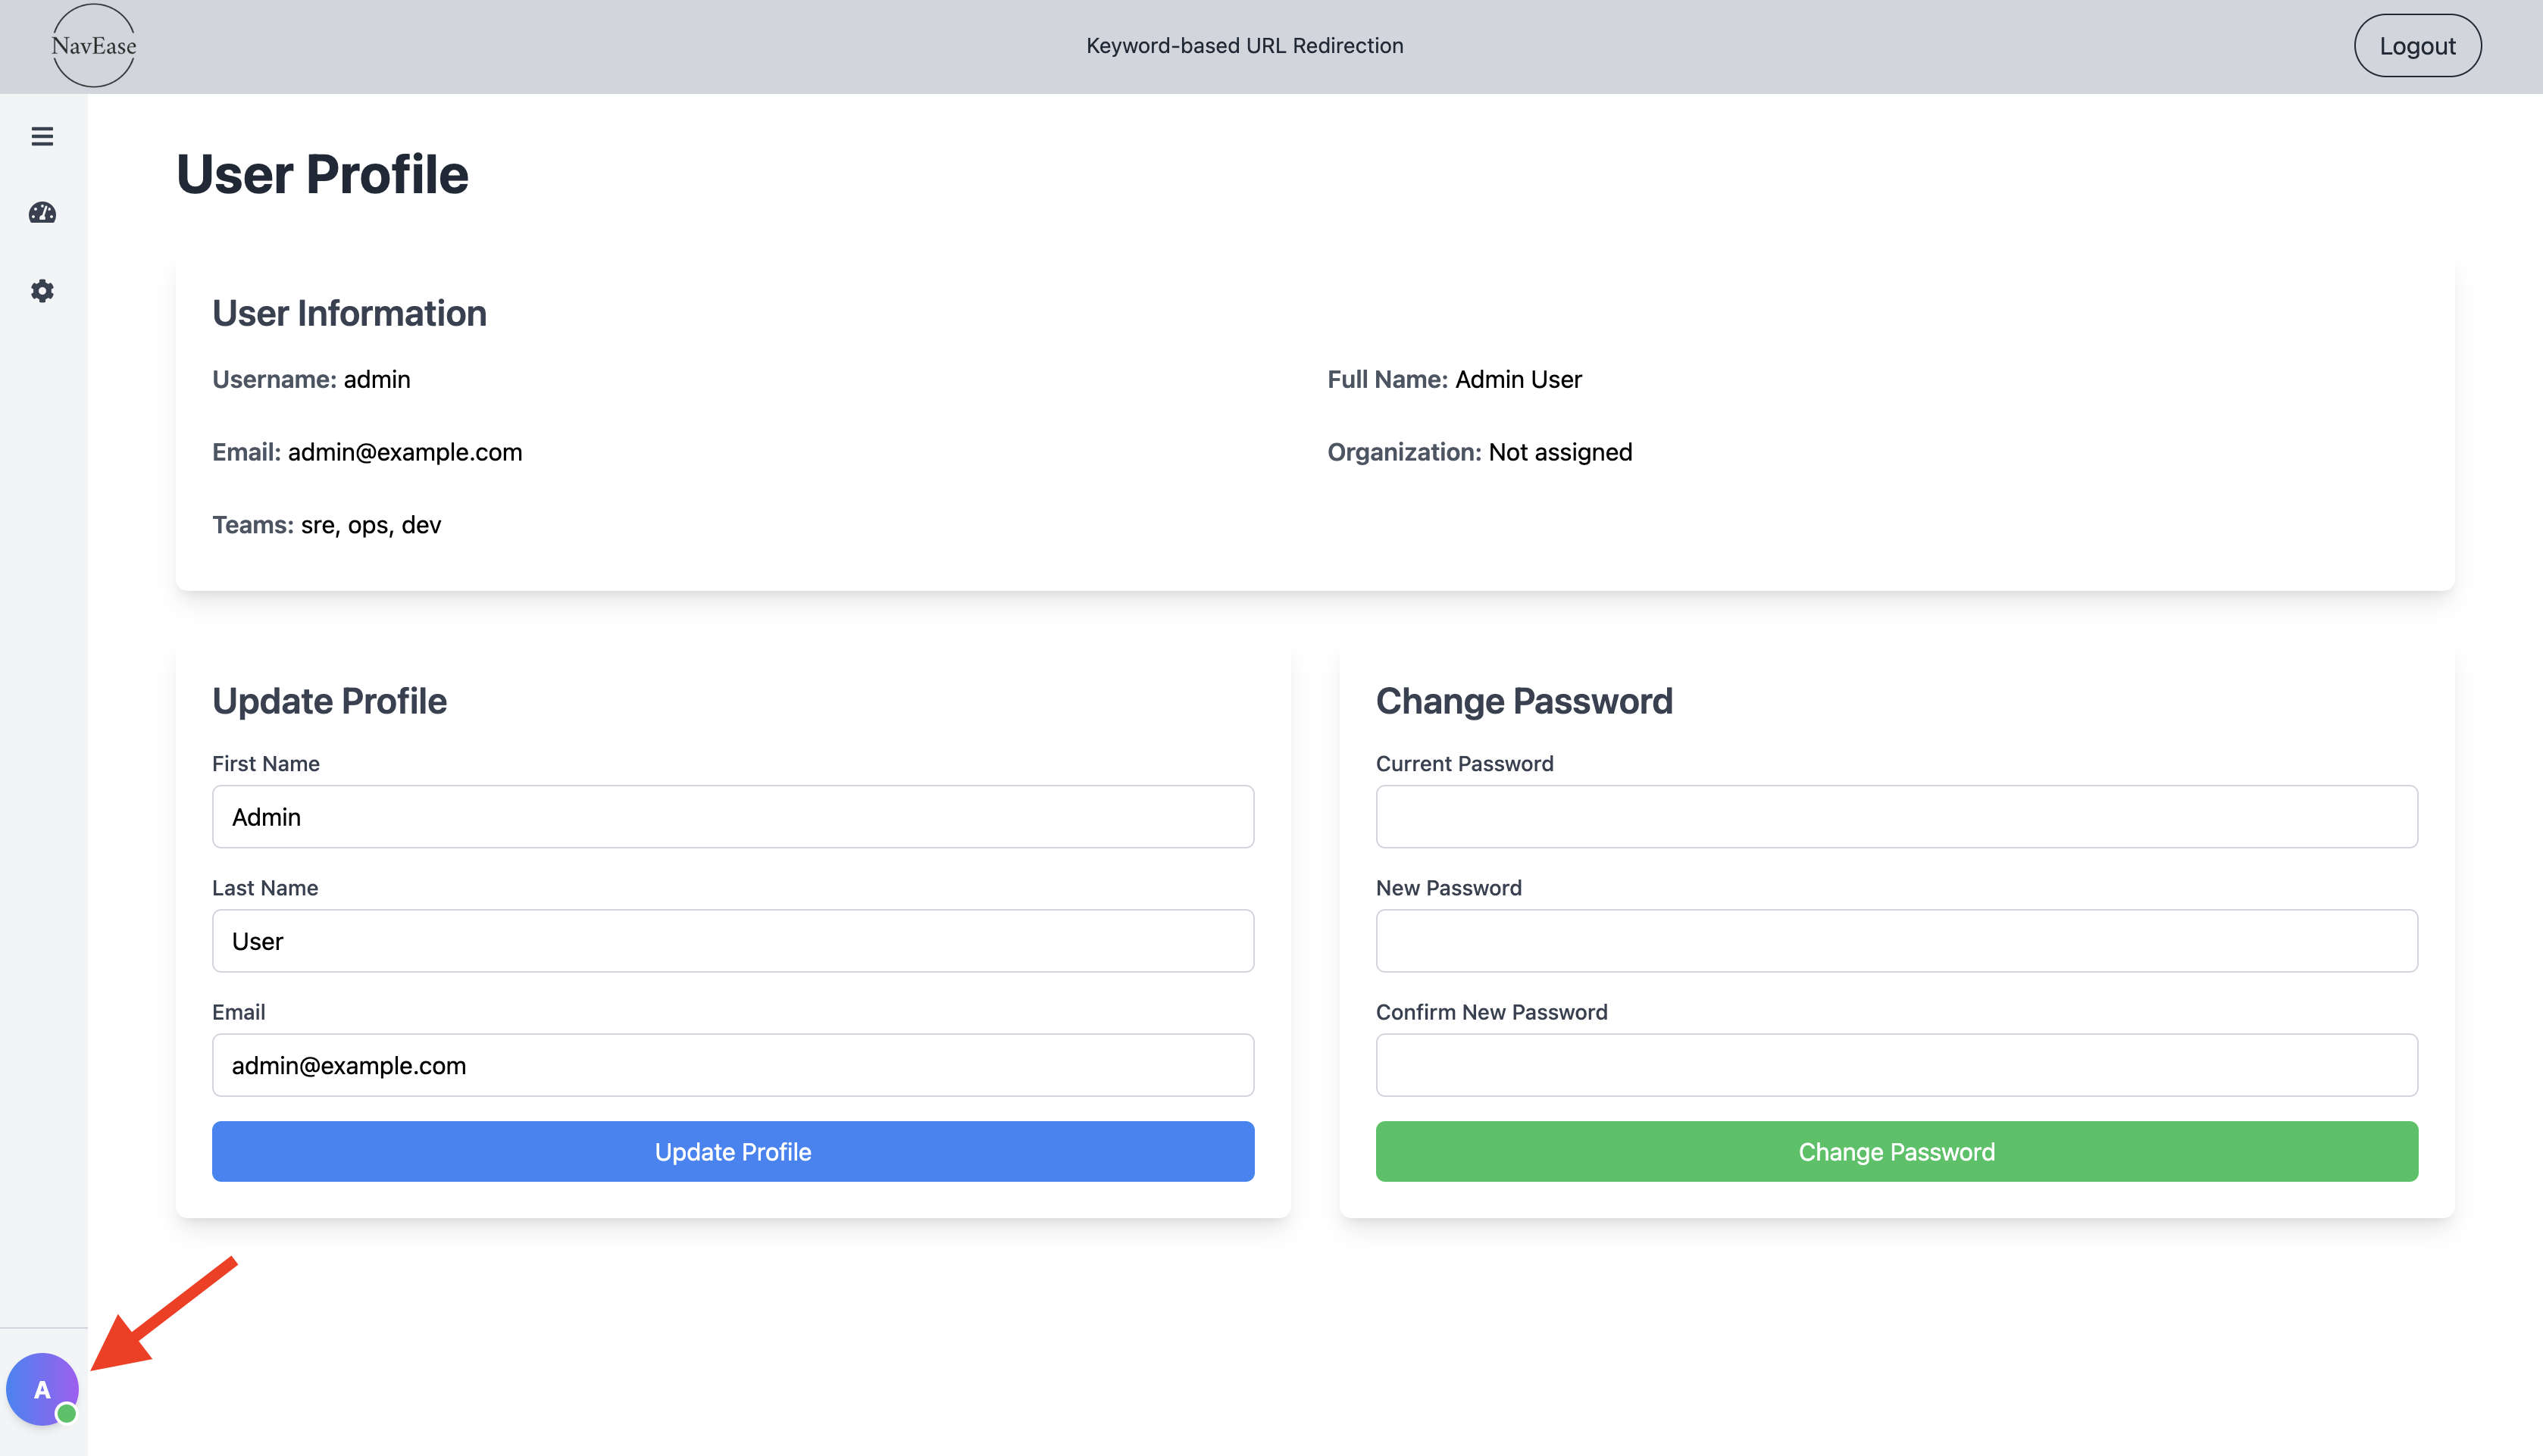 NavEase
Keyword-based URL Redirection
Logout
User Profile
User Information
Username: admin
Full Name: Admin User
Email: admin@example.com
Organization: Not assigned
Teams: sre, ops, dev
Update Profile
First Name
Admin
Last Name
User
Email
admin@example.com
Update Profile
Change Password
Current Password
New Password
Confirm New Password
Change Password
A